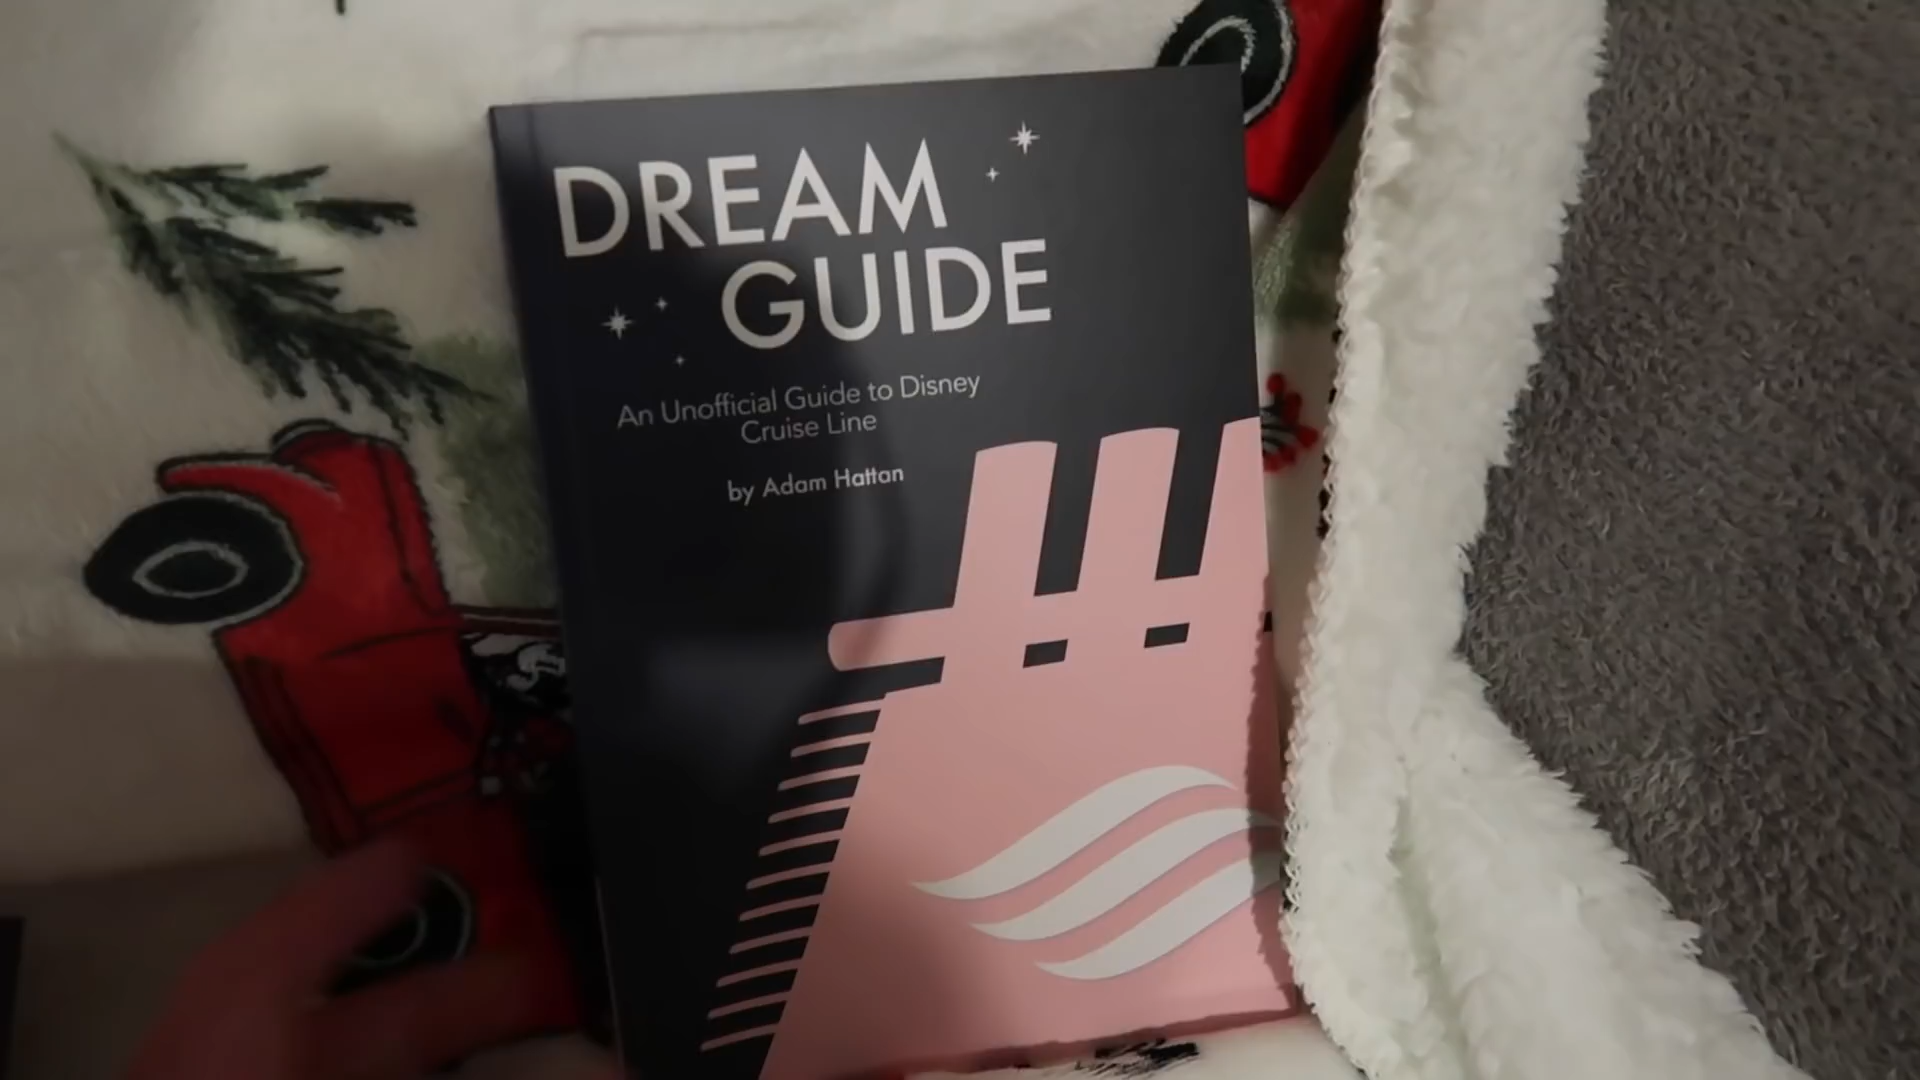 DREAM
GUIDE
An Unofficial Guide to Disney
Cruise Line
by Adam Hattan